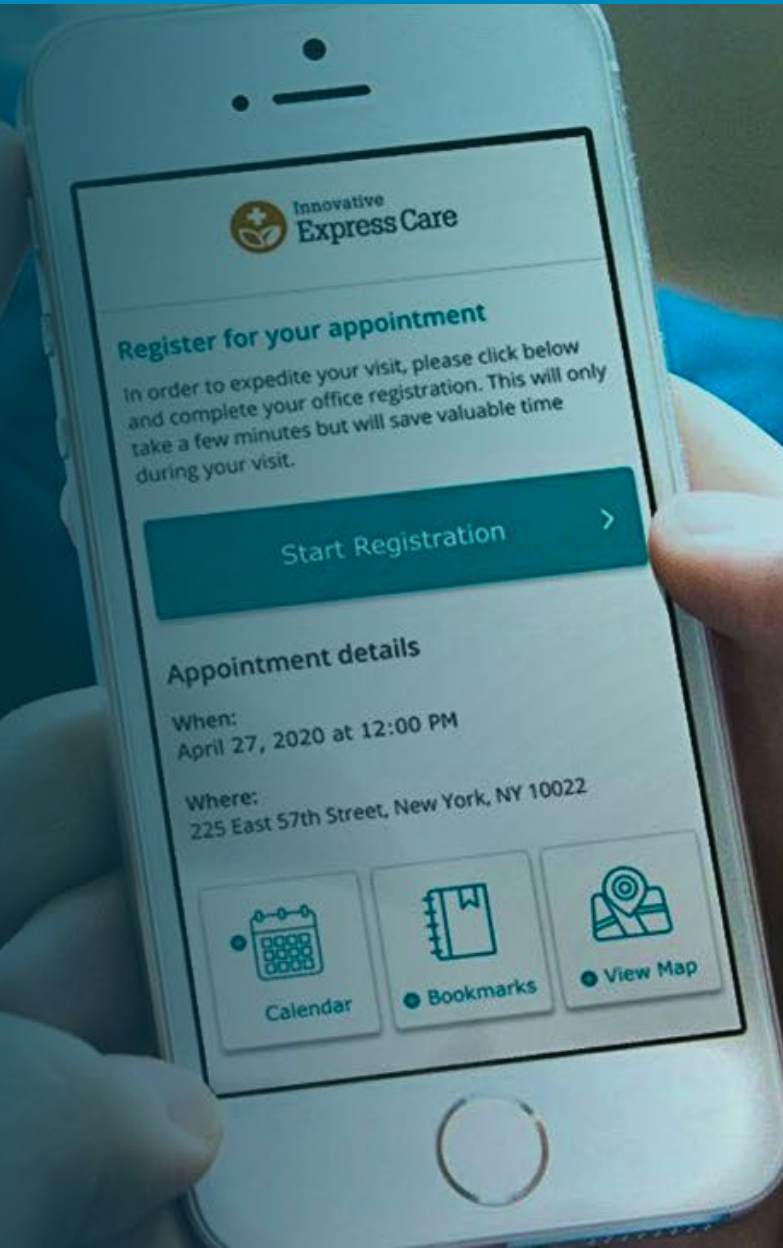 Innovative
Express Care
Register for your appointment
In order to expedite your visit, please click below
and complete your office registration. This will only
take a few minutes but will save valuable time
during your visit.
Start Registration
Appointment details
When:
April 27, 2020 at 12:00 PM
Where:
225 East 57th Street, New York, NY 10022
Calendar
Bookmarks
View Map